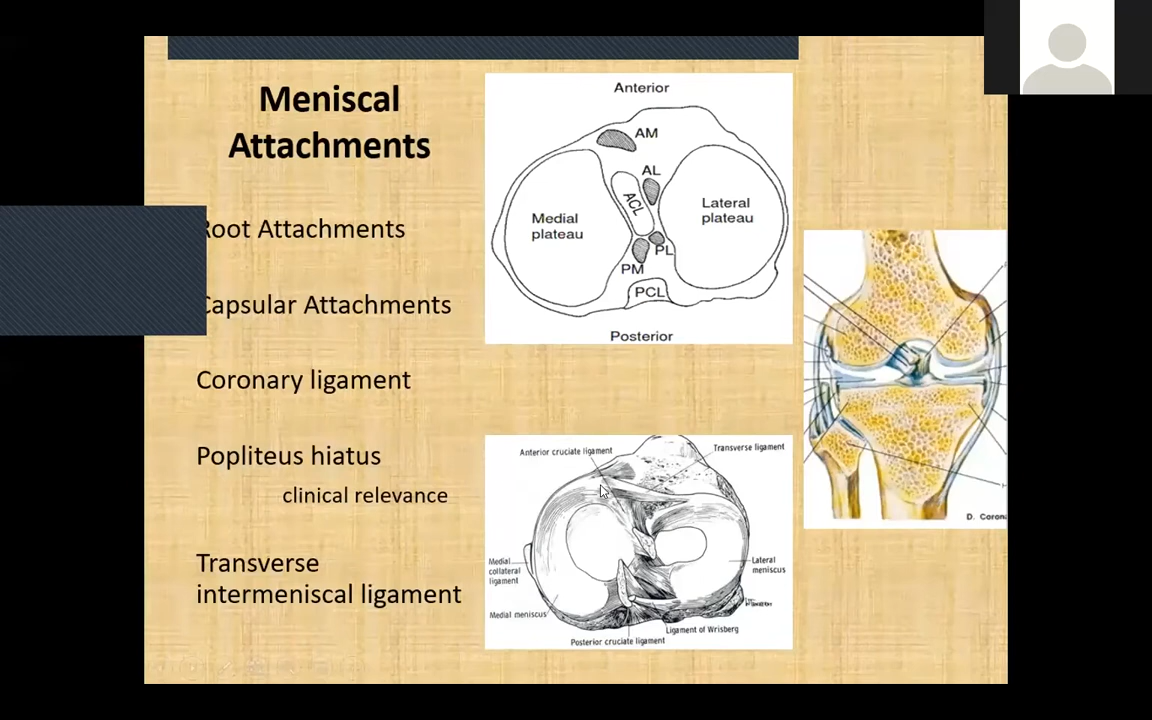 Meniscal
Attachments
Root Attachments
Capsular Attachments
Coronary ligament
Popliteus hiatus
clinical relevance
Transverse
intermeniscal ligament
Anterior
AM
AL
ACL
Medial
plateau
Lateral
plateau
PL
PM
PCL
Posterior
Anterior cruciate ligament
Transverse ligament
Medial
collateral
ligament
Lateral
meniscus
Medial meniscus
Ligament of Wrisberg
Posterior cruciate ligament
D. Coron